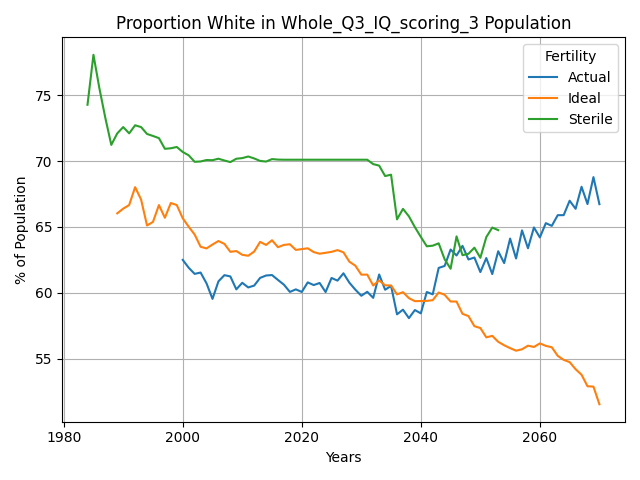 Proportion White in Whole_Q3_IQ_scoring_3 Population
% of Population
75
70
65
60
55
Fertility
Actual
Ideal
Sterile
1980
2000
2020
2040
2060
Years